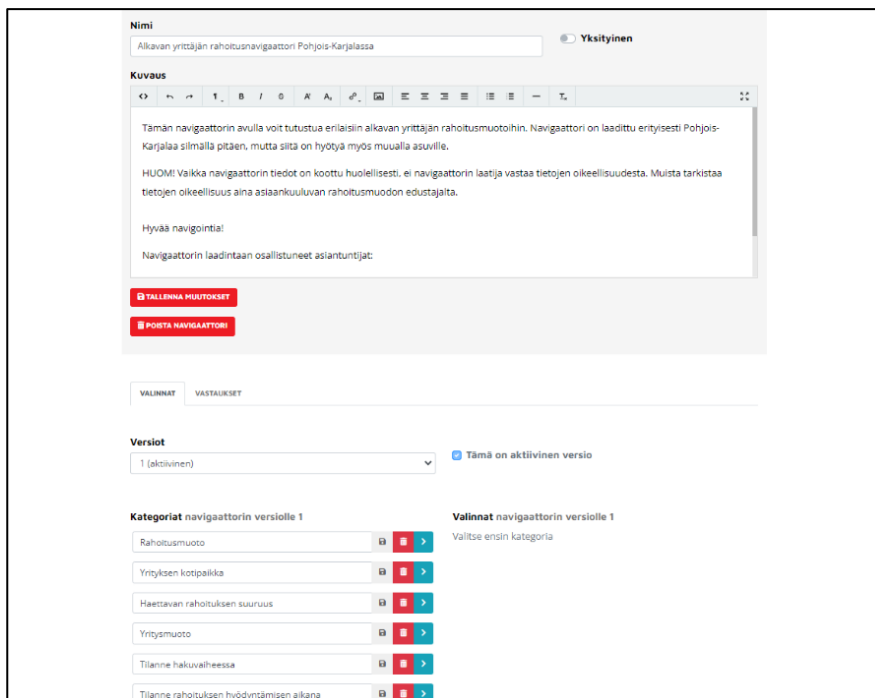 Nimi
Alkavan yrittäjän rahoitusnavigaattori Pohjois-Karjalassa
Yksityinen
Kuvaus
Tämän navigaattorin avulla voit tutustua erilaisiin alkavan yrittäjän rahoitusmuotoihin. Navigaattori on laadittu erityisesti Pohjois-
Karjalaa silmällä pitäen, mutta siitä on hyötyä myös muualla asuville.
HUOM! Vaikka navigaattorin tiedot on koottu huolellisesti, ei navigaattorin laatija vastaa tietojen oikeellisuudesta. Muista tarkistaa
tietojen oikeellisuus aina asiaankuuluvan rahoitusmuodon edustajalta.
Hyvää navigointia!
Navigaattorin laadintaan osallistuneet asiantuntijat:
TALLENNA MUUTOKSET
POISTA NAVIGAATTORI
VALINNAT VASTAUKSET
Versiot
1 (aktiivinen)
Tämä on aktiivinen versio
Kategoriat navigaattorin versiolle 1
Valinnat navigaattorin versiolle 1
Valitse ensin kategoria
Rahoitusmuoto
Yrityksen kotipaikka
Haettavan rahoituksen suuruus
Yritysmuoto
Tilanne hakuvaiheessa
Tilanne rahoituksen hyödyntämisen aikana